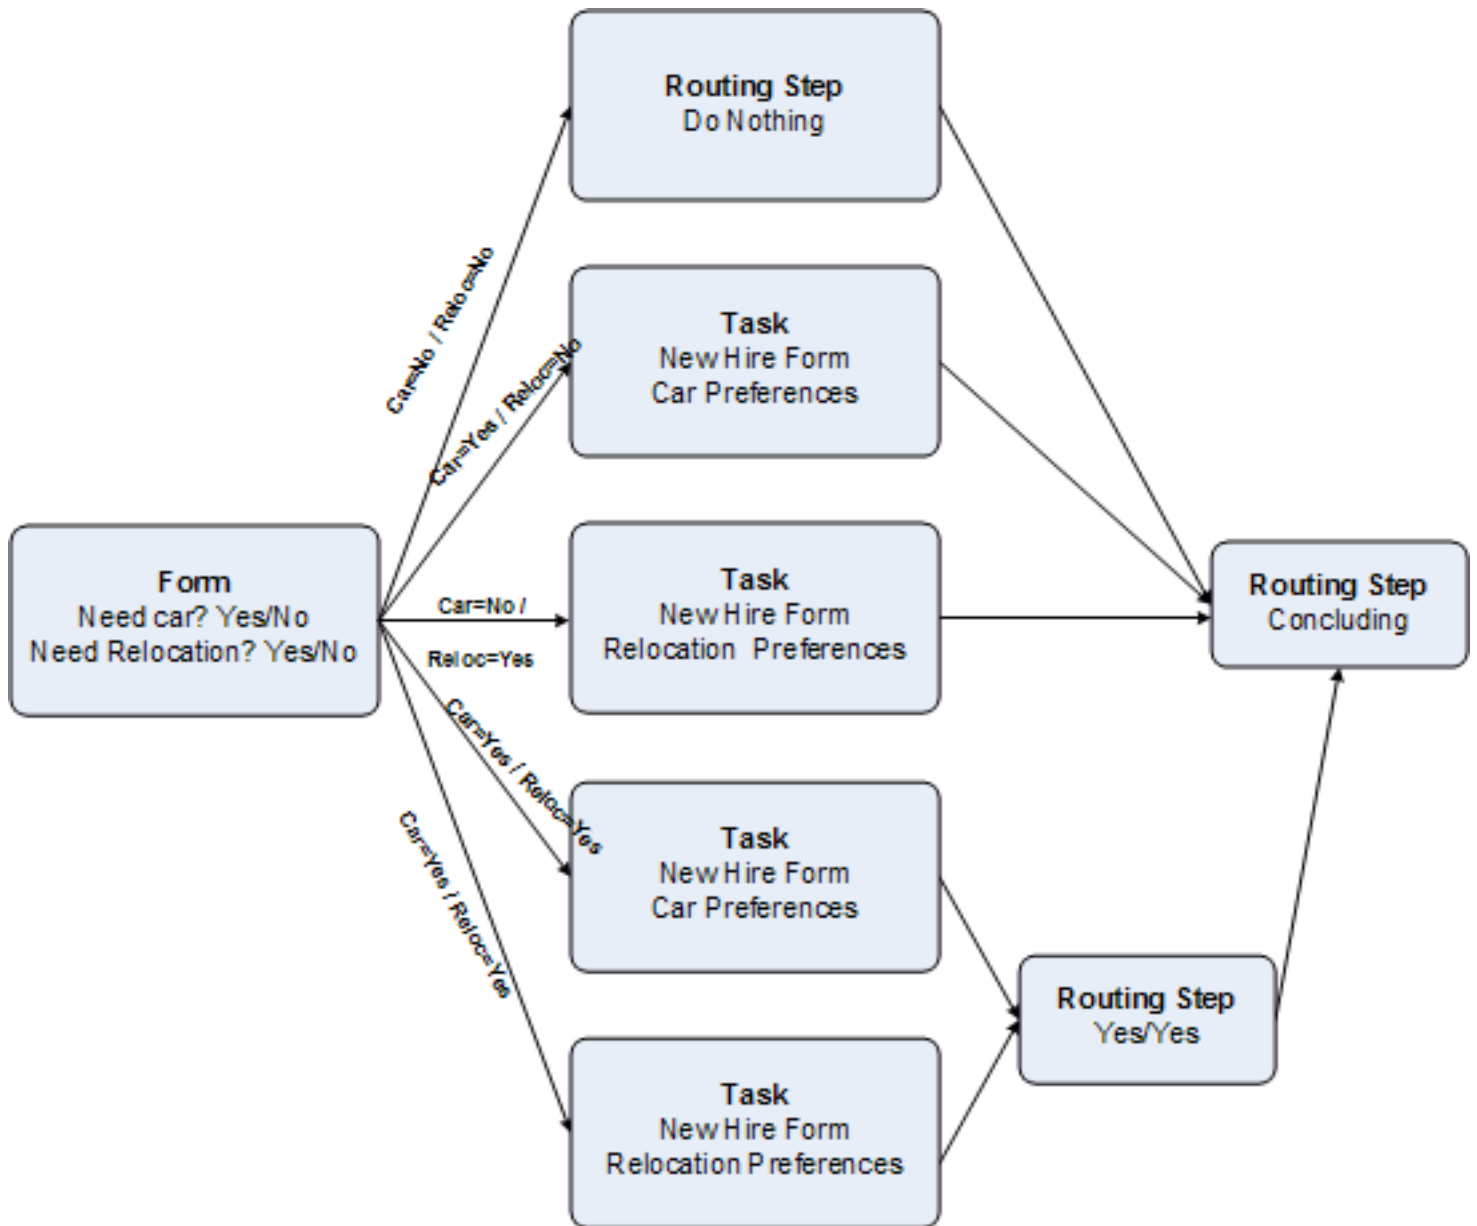 Routing Step
Do Nothing
Car=No / Reloc=No
Task
New Hire Form
Car Preferences
Car=Yes / Reloc=No
Form
Need car? Yes/No
Need Relocation? Yes/No
Car=No /
Reloc=Yes
Task
New Hire Form
Relocation Preferences
Routing Step
Concluding
Car=Yes / Reloc=Yes
Task
New Hire Form
Car Preferences
Car=Yes / Reloc=Yes
Routing Step
Yes/Yes
Task
New Hire Form
Relocation Preferences